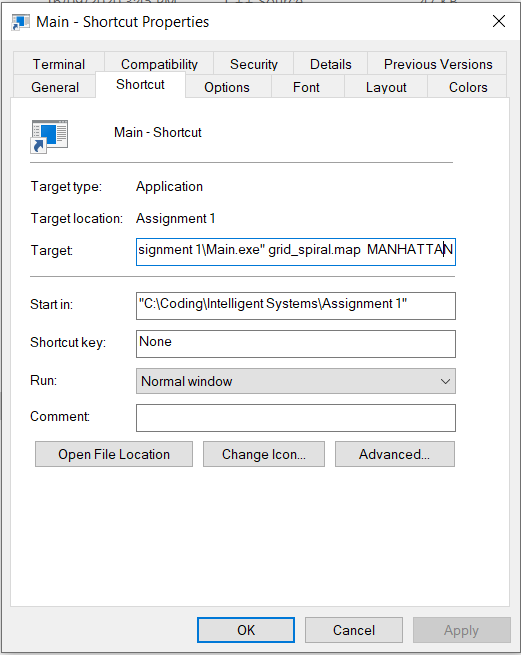 Main - Shortcut Properties
Terminal Compatibility Security Details Previous Versions
General Shortcut Options Font Layout Colors
Main - Shortcut
Target type: Application
Target location: Assignment 1
Target: signment 1\Main.exe" grid_spiral.map MANHATTAN
Start in: "C:\Coding\Intelligent Systems\Assignment 1"
Shortcut key: None
Run: Normal window
Comment:
Open File Location Change Icon... Advanced...
OK Cancel Apply